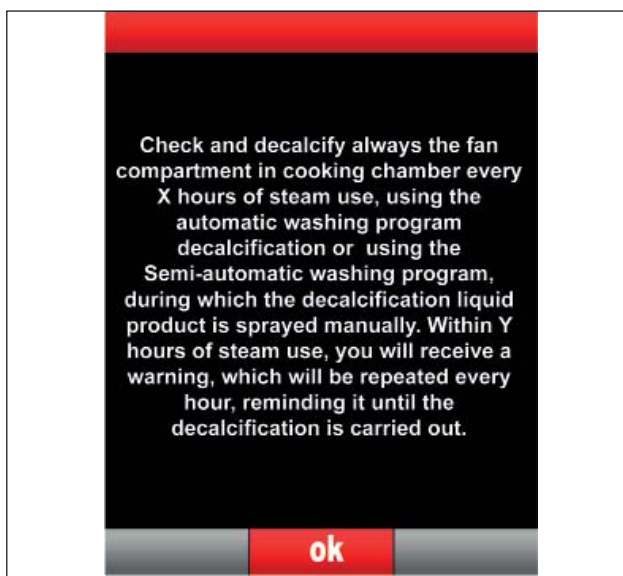 Check and decalcify always the fan
compartment in cooking chamber every
X hours of steam use, using the
automatic washing program
decalcification or using the
Semi-automatic washing program,
during which the decalcification liquid
product is sprayed manually. Within Y
hours of steam use, you will receive a
warning, which will be repeated every
hour, reminding it until the
decalcification is carried out.
ok